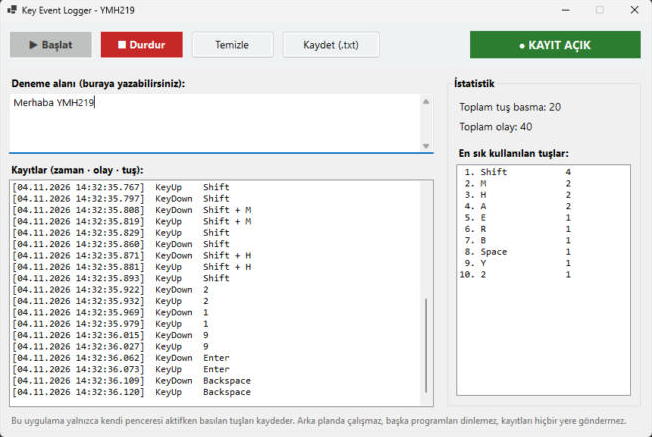 Key Event Logger - YMH219
▶ Başlat
■ Durdur
Temizle
Kaydet (.txt)
● KAYIT AÇIK
Deneme alanı (buraya yazabilirsiniz):
Merhaba YMH219
Kayıtlar (zaman · olay · tuş):
[04.11.2026 14:32:35.767] KeyUp Shift
[04.11.2026 14:32:35.797] KeyDown Shift
[04.11.2026 14:32:35.808] KeyDown Shift + M
[04.11.2026 14:32:35.819] KeyUp Shift + M
[04.11.2026 14:32:35.829] KeyUp Shift
[04.11.2026 14:32:35.860] KeyDown Shift
[04.11.2026 14:32:35.871] KeyDown Shift + H
[04.11.2026 14:32:35.881] KeyUp Shift + H
[04.11.2026 14:32:35.893] KeyUp Shift
[04.11.2026 14:32:35.922] KeyDown 2
[04.11.2026 14:32:35.932] KeyUp 2
[04.11.2026 14:32:35.969] KeyDown 1
[04.11.2026 14:32:35.979] KeyUp 1
[04.11.2026 14:32:36.015] KeyDown 9
[04.11.2026 14:32:36.027] KeyUp 9
[04.11.2026 14:32:36.062] KeyDown Enter
[04.11.2026 14:32:36.073] KeyUp Enter
[04.11.2026 14:32:36.109] KeyDown Backspace
[04.11.2026 14:32:36.120] KeyUp Backspace
İstatistik
Toplam tuş basma: 20
Toplam olay: 40
En sık kullanılan tuşlar:
1. Shift 4
2. M 2
3. H 2
4. A 2
5. E 1
6. R 1
7. B 1
8. Space 1
9. Y 1
10. 2 1
Bu uygulama yalnızca kendi penceresi aktifken basılan tuşları kaydeder. Arka planda çalışmaz, başka programları dinlemez, kayıtları hiçbir yere göndermez.